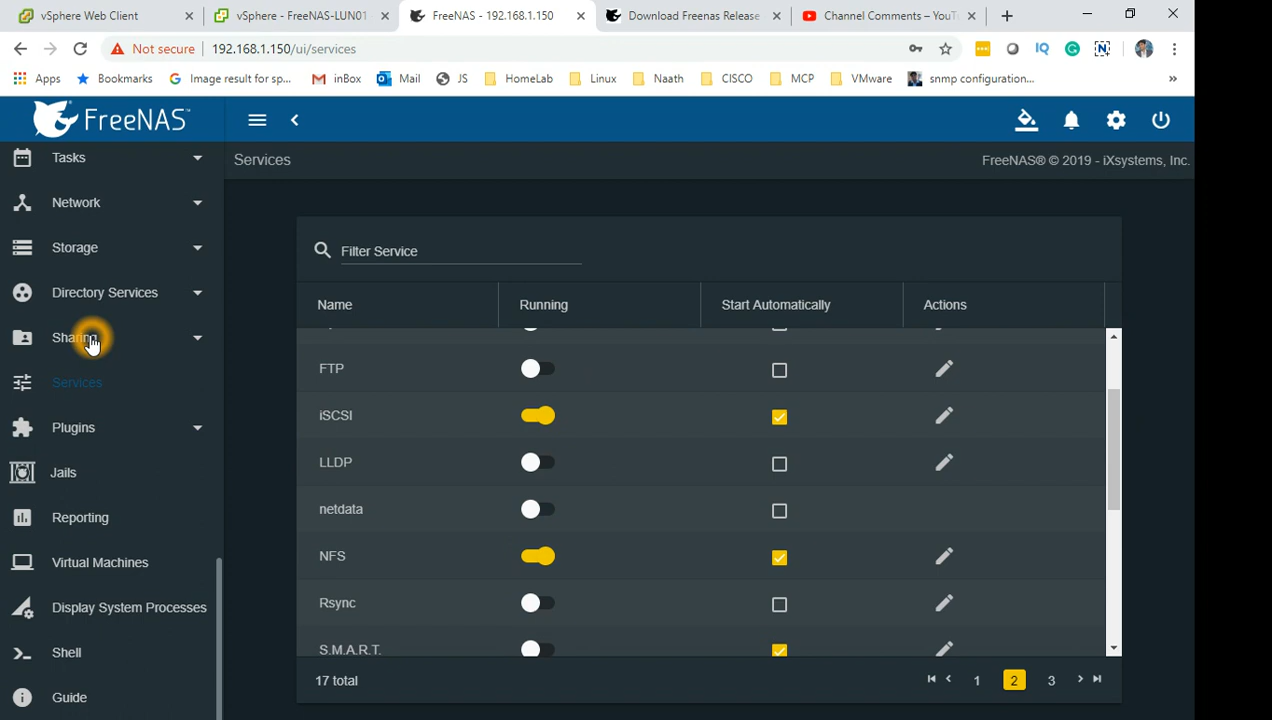 vSphere Web Client
vSphere - FreeNAS-LUN01
FreeNAS - 192.168.1.150
Download Freenas Release
Channel Comments – YouTu
Not secure
192.168.1.150/ui/services
IQ
Apps
Bookmarks
Image result for sp...
inBox
Mail
JS
HomeLab
Linux
Naath
CISCO
MCP
VMware
snmp configuration...
»
FreeNAS™
Services
FreeNAS® © 2019 - iXsystems, Inc.
Tasks
Network
Storage
Directory Services
Sharing
Services
Plugins
Jails
Reporting
Virtual Machines
Display System Processes
Shell
Guide
Filter Service
Name Running Start Automatically Actions
FTP
iSCSI
LLDP
netdata
NFS
Rsync
S.M.A.R.T.
17 total
1 2 3